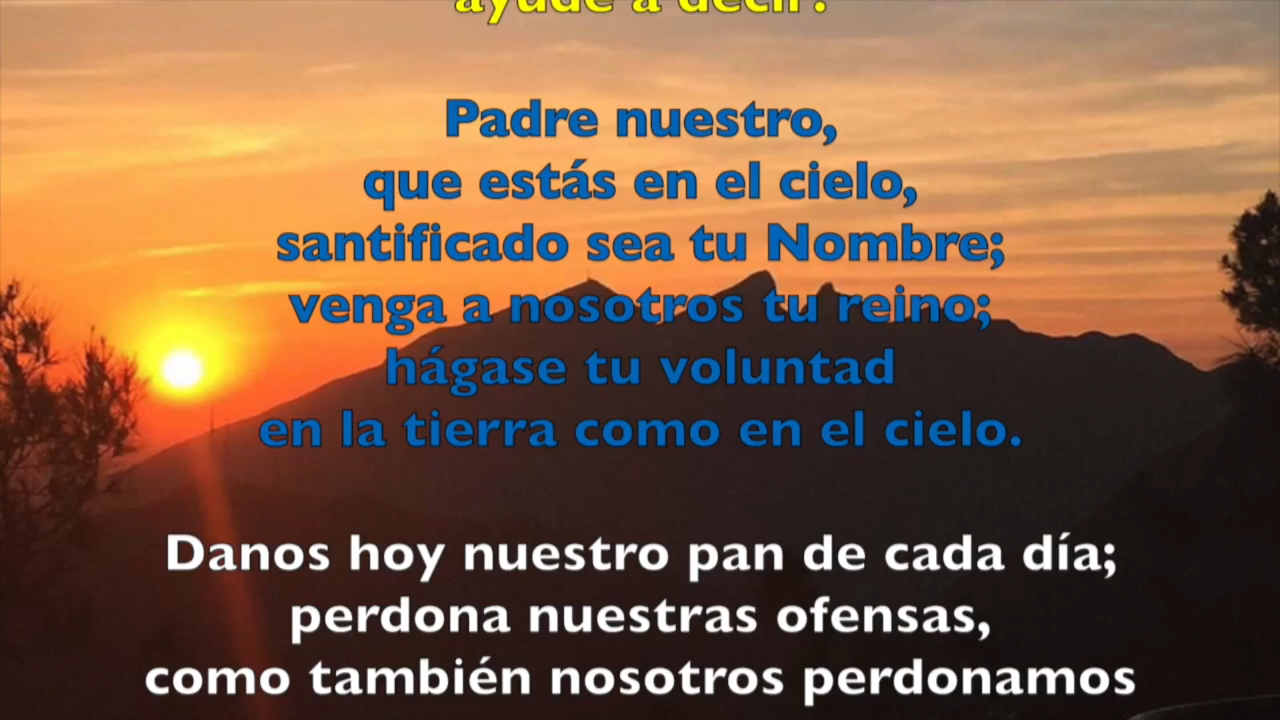 ayude a decir:
Padre nuestro,
que estás en el cielo,
santificado sea tu Nombre;
venga a nosotros tu reino;
hágase tu voluntad
en la tierra como en el cielo.
Danos hoy nuestro pan de cada día;
perdona nuestras ofensas,
como también nosotros perdonamos